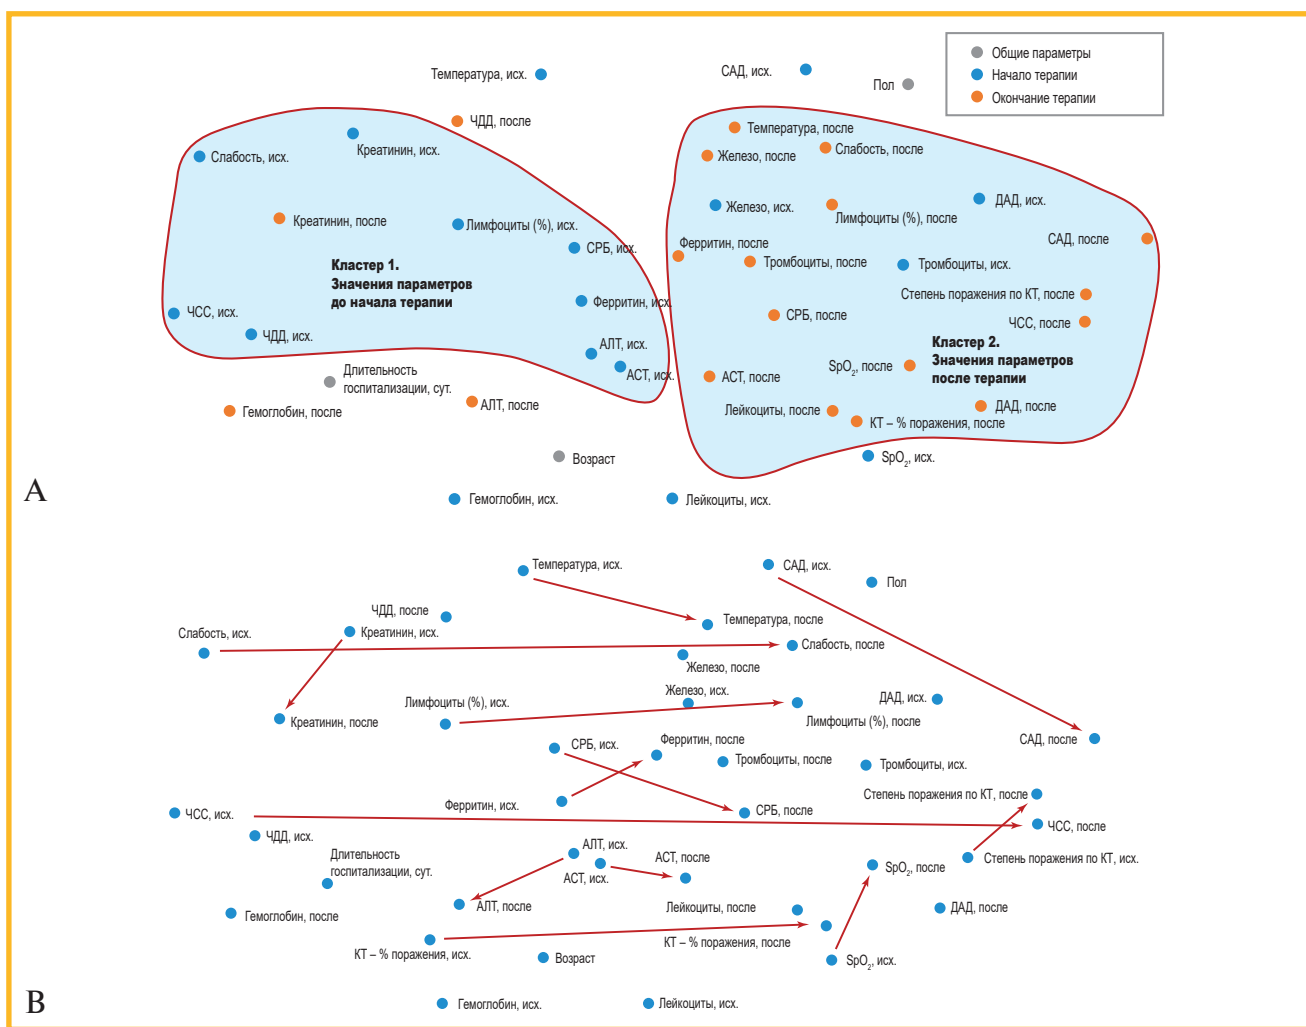 Общие параметры
Начало терапии
Окончание терапии
Температура, исх.
САД, исх.
Пол
ЧДД, после
Температура, после
Креатинин, исх.
Слабость, исх.
Железо, после
Слабость, после
Креатинин, после
Лимфоциты (%), исх.
Железо, исх.
Лимфоциты (%), после
ДАД, исх.
САД, после
СРБ, исх.
Ферритин, после
Тромбоциты, после
Тромбоциты, исх.
Кластер 1.
Значения параметров
до начала терапии
Ферритин, исх.
Степень поражения по КТ, после
ЧСС, исх.
СРБ, после
ЧСС, после
ЧДД, исх.
АЛТ, исх.
Кластер 2.
Значения параметров
после терапии
АСТ, исх.
SpO₂, после
АСТ, после
Длительность
госпитализации, сут.
Гемоглобин, после
АЛТ, после
Лейкоциты, после
ДАД, после
КТ – % поражения, после
Возраст
SpO₂, исх.
A
Гемоглобин, исх.
Лейкоциты, исх.
Температура, исх.
САД, исх.
Пол
ЧДД, после
Температура, после
Слабость, исх.
Креатинин, исх.
Слабость, после
Железо, после
Железо, исх.
Лимфоциты (%), исх.
ДАД, исх.
Креатинин, после
Лимфоциты (%), после
САД, после
СРБ, исх.
Ферритин, после
Тромбоциты, после
Тромбоциты, исх.
Степень поражения по КТ, после
Ферритин, исх.
ЧСС, исх.
СРБ, после
ЧСС, после
ЧДД, исх.
АЛТ, исх.
Длительность
госпитализации, сут.
АСТ, после
АСТ, исх.
SpO₂, после
Степень поражения по КТ, исх.
Гемоглобин, после
АЛТ, после
Лейкоциты, после
ДАД, после
КТ – % поражения, исх.
КТ – % поражения, после
Возраст
SpO₂, исх.
B
Гемоглобин, исх.
Лейкоциты, исх.